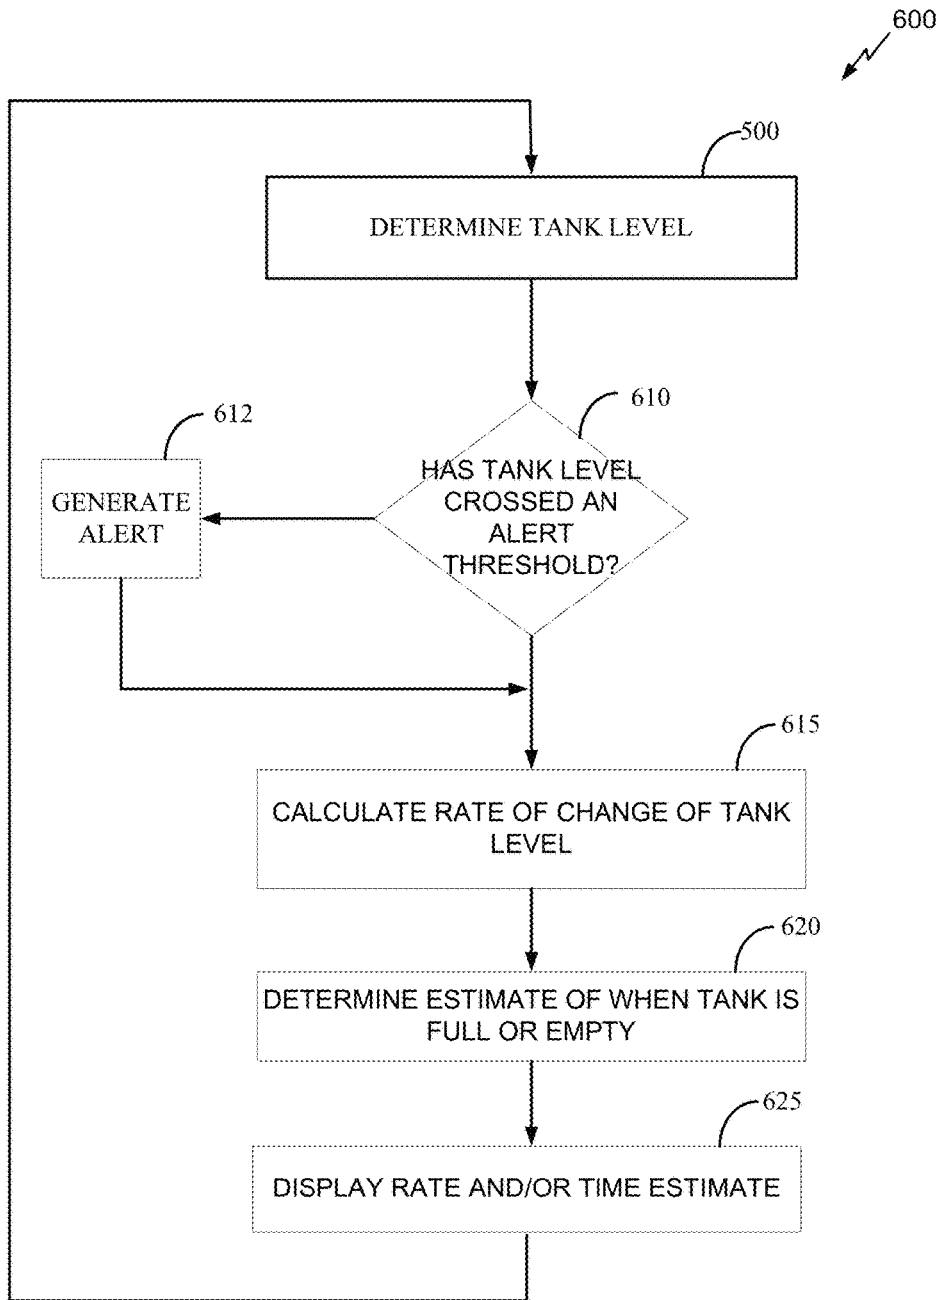 600
500
DETERMINE TANK LEVEL
610
612
HAS TANK LEVEL
CROSSED AN
ALERT
THRESHOLD?
GENERATE
ALERT
615
CALCULATE RATE OF CHANGE OF TANK
LEVEL
620
DETERMINE ESTIMATE OF WHEN TANK IS
FULL OR EMPTY
625
DISPLAY RATE AND/OR TIME ESTIMATE